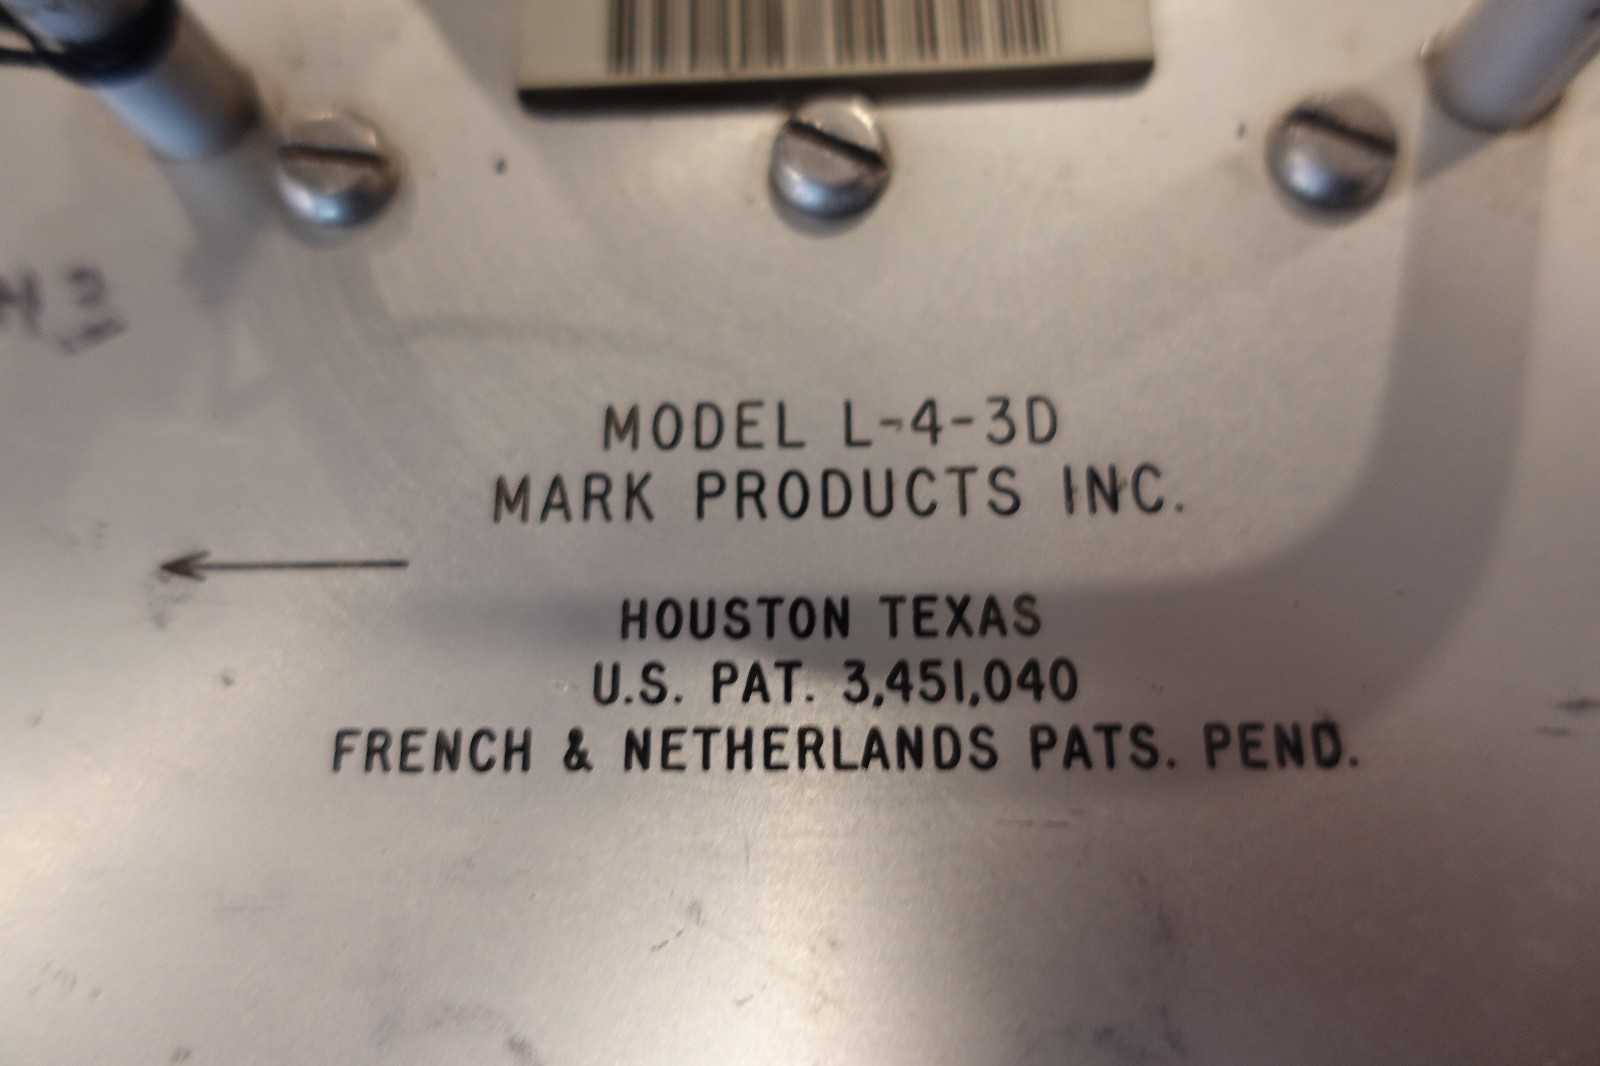 MODEL L-4-3D
MARK PRODUCTS INC.
HOUSTON TEXAS
U.S. PAT. 3,451,040
FRENCH & NETHERLANDS PATS. PEND.